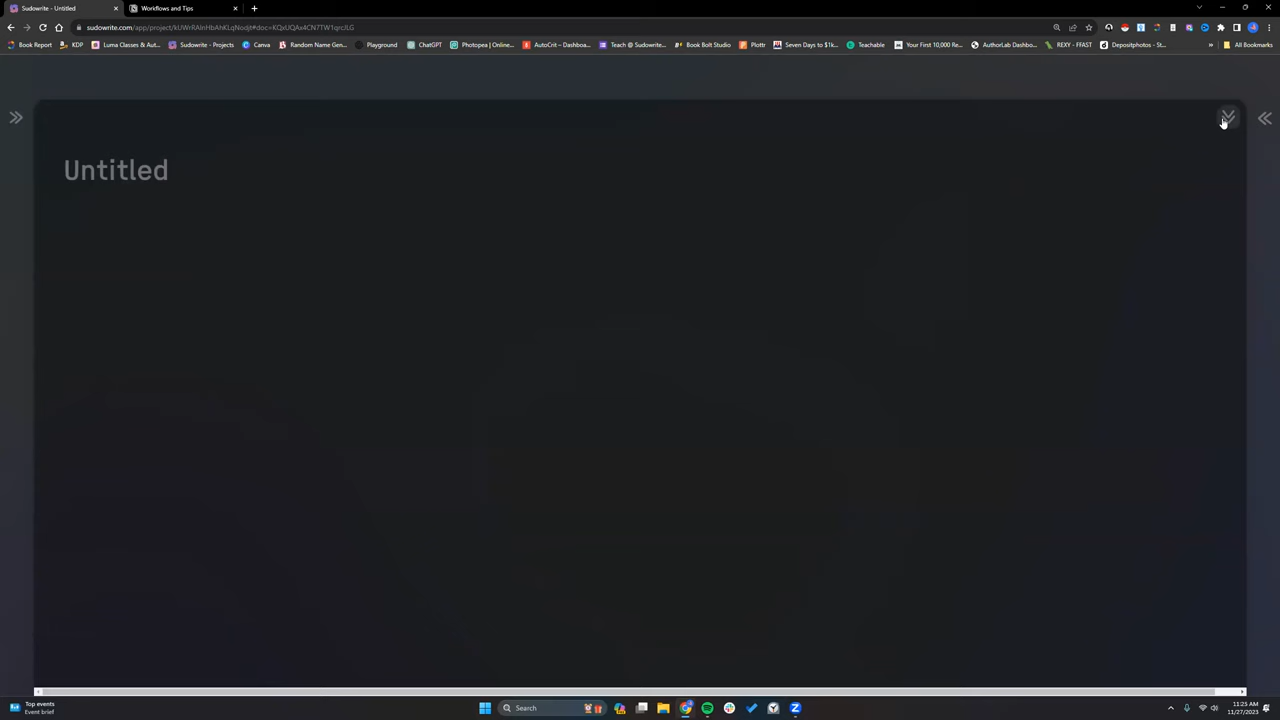 Sudowrite - Untitled
Workflows and Tips
sudowrite.com/app/project/kUWrRAlnHbAhKLqNodjt#doc=KQxUQAx4CN7TW1qrcJLG
Book Report
KDP
Luma Classes & Aut...
Sudowrite - Projects
Canva
Random Name Gen...
Playground
ChatGPT
Photopea | Online...
AutoCrit – Dashboa...
Teach @ Sudowrite...
Book Bolt Studio
Plottr
Seven Days to $1k...
Teachable
Your First 10,000 Re...
AuthorLab Dashbo...
REXY - FFAST
Depositphotos - St...
All Bookmarks
Untitled
Top events
Event brief
Search
11:25 AM
11/27/2023